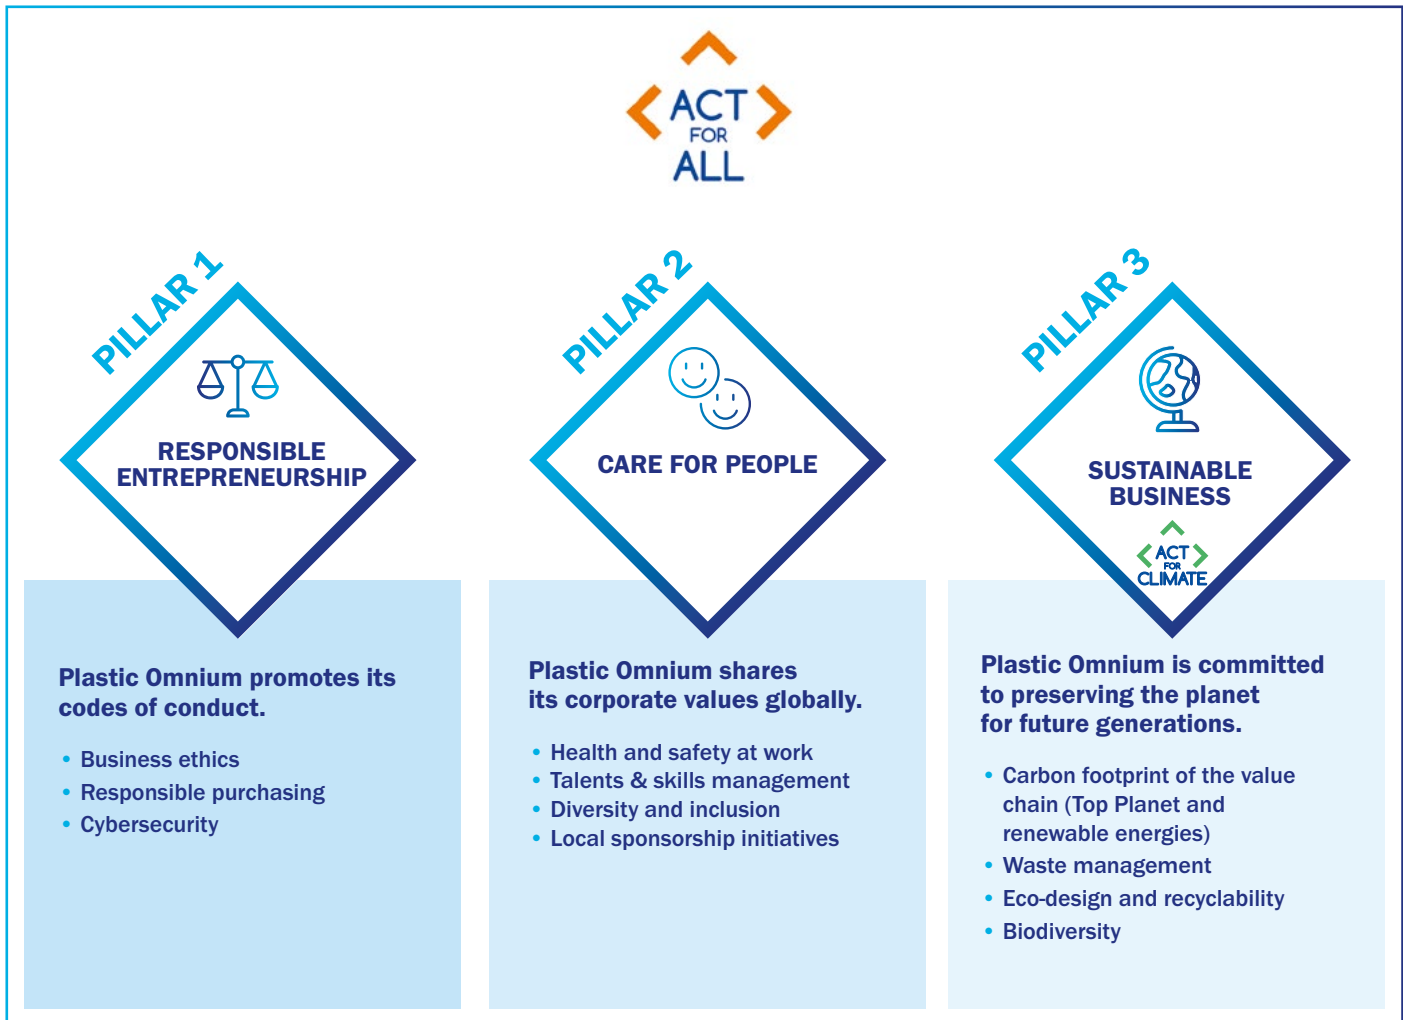 ACT
FOR
ALL
PILLAR 1
RESPONSIBLE
ENTREPRENEURSHIP
Plastic Omnium promotes its
codes of conduct.
• Business ethics
• Responsible purchasing
• Cybersecurity
PILLAR 2
CARE FOR PEOPLE
Plastic Omnium shares
its corporate values globally.
• Health and safety at work
• Talents & skills management
• Diversity and inclusion
• Local sponsorship initiatives
PILLAR 3
SUSTAINABLE
BUSINESS
ACT
FOR
CLIMATE
Plastic Omnium is committed
to preserving the planet
for future generations.
• Carbon footprint of the value
chain (Top Planet and
renewable energies)
• Waste management
• Eco-design and recyclability
• Biodiversity